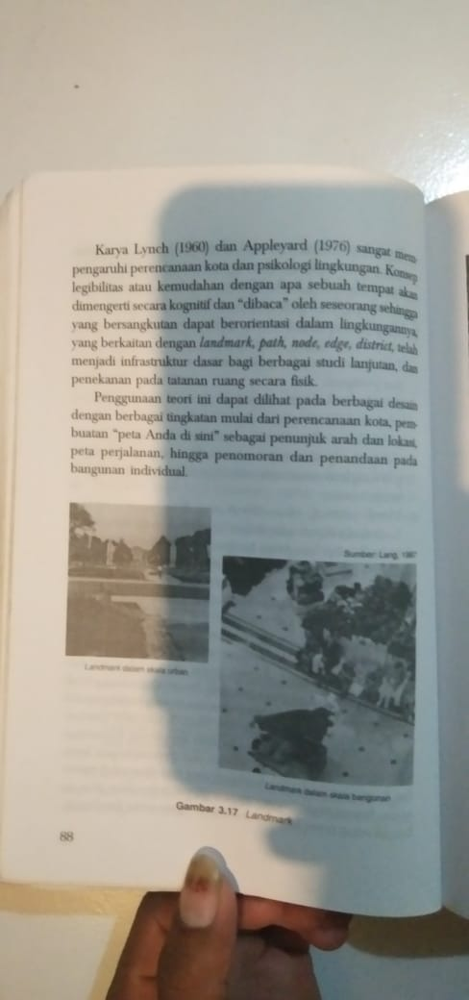 Karya Lynch (1960) dan Appleyard (1976) sangat mem-
pengaruhi perencanaan kota dan psikologi lingkungan. Konsep
legibilitas atau kemudahan dengan apa sebuah tempat akan
dimengerti secara kognitif dan “dibaca” oleh seseorang sehingga
yang bersangkutan dapat berorientasi dalam lingkungannya,
yang berkaitan dengan landmark, path, node, edge, district, telah
menjadi infrastruktur dasar bagi berbagai studi lanjutan, dan
penekanan pada tatanan ruang secara fisik.
Penggunaan teori ini dapat dilihat pada berbagai desain
dengan berbagai tingkatan mulai dari perencanaan kota, pem-
buatan “peta Anda di sini” sebagai penunjuk arah dan lokasi,
peta perjalanan, hingga penomoran dan penandaan pada
bangunan individual.
Sumber: Lang, 1987
Landmark dalam skala urban
Landmark dalam skala bangunan
Gambar 3.17 Landmark
88